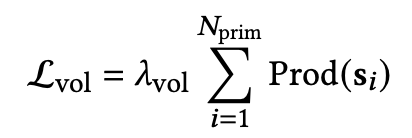 ℒ_vol = λ_vol ∑_{i=1}^{N_prim} Prod(𝐬_i)